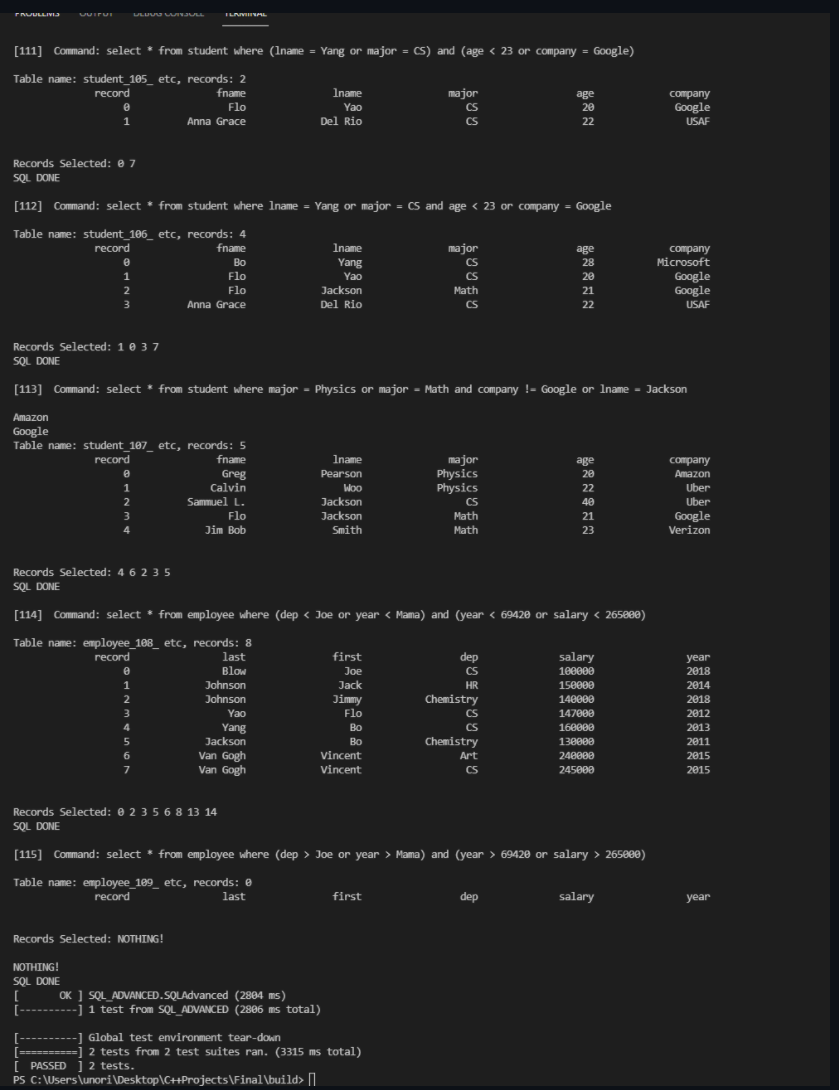 PROBLEMS OUTPUT DEBUG CONSOLE TERMINAL
[111] Command: select * from student where (lname = Yang or major = CS) and (age < 23 or company = Google)
Table name: student_105_ etc, records: 2
record fname lname major age company
0 Flo Yao CS 20 Google
1 Anna Grace Del Rio CS 22 USAF
Records Selected: 0 7
SQL DONE
[112] Command: select * from student where lname = Yang or major = CS and age < 23 or company = Google
Table name: student_106_ etc, records: 4
record fname lname major age company
0 Bo Yang CS 28 Microsoft
1 Flo Yao CS 20 Google
2 Flo Jackson Math 21 Google
3 Anna Grace Del Rio CS 22 USAF
Records Selected: 1 0 3 7
SQL DONE
[113] Command: select * from student where major = Physics or major = Math and company != Google or lname = Jackson
Amazon
Google
Table name: student_107_ etc, records: 5
record fname lname major age company
0 Greg Pearson Physics 20 Amazon
1 Calvin Woo Physics 22 Uber
2 Sammuel L. Jackson CS 40 Uber
3 Flo Jackson Math 21 Google
4 Jim Bob Smith Math 23 Verizon
Records Selected: 4 6 2 3 5
SQL DONE
[114] Command: select * from employee where (dep < Joe or year < Mama) and (year < 69420 or salary < 265000)
Table name: employee_108_ etc, records: 8
record last first dep salary year
0 Blow Joe CS 100000 2018
1 Johnson Jack HR 150000 2014
2 Johnson Jimmy Chemistry 140000 2018
3 Yao Flo CS 147000 2012
4 Yang Bo CS 160000 2013
5 Jackson Bo Chemistry 130000 2011
6 Van Gogh Vincent Art 240000 2015
7 Van Gogh Vincent CS 245000 2015
Records Selected: 0 2 3 5 6 8 13 14
SQL DONE
[115] Command: select * from employee where (dep > Joe or year > Mama) and (year > 69420 or salary > 265000)
Table name: employee_109_ etc, records: 0
record last first dep salary year
Records Selected: NOTHING!
NOTHING!
SQL DONE
[ OK ] SQL_ADVANCED.SQLAdvanced (2804 ms)
[----------] 1 test from SQL_ADVANCED (2806 ms total)
[----------] Global test environment tear-down
[==========] 2 tests from 2 test suites ran. (3315 ms total)
[ PASSED ] 2 tests.
PS C:\Users\unori\Desktop\C++Projects\Final\build>